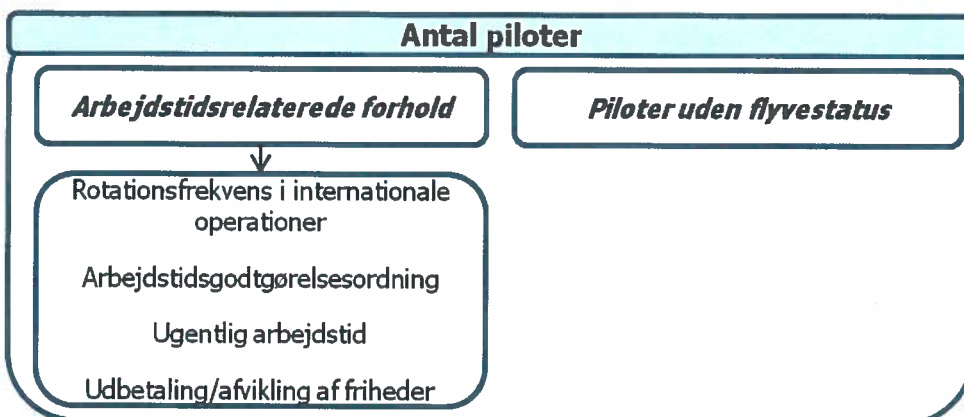 Antal piloter
Arbejdstidsrelaterede forhold
Piloter uden flyvestatus
Rotationsfrekvens i internationale
operationer
Arbejdstidsgodtgørelsesordning
Ugentlig arbejdstid
Udbetaling/afvikling af friheder